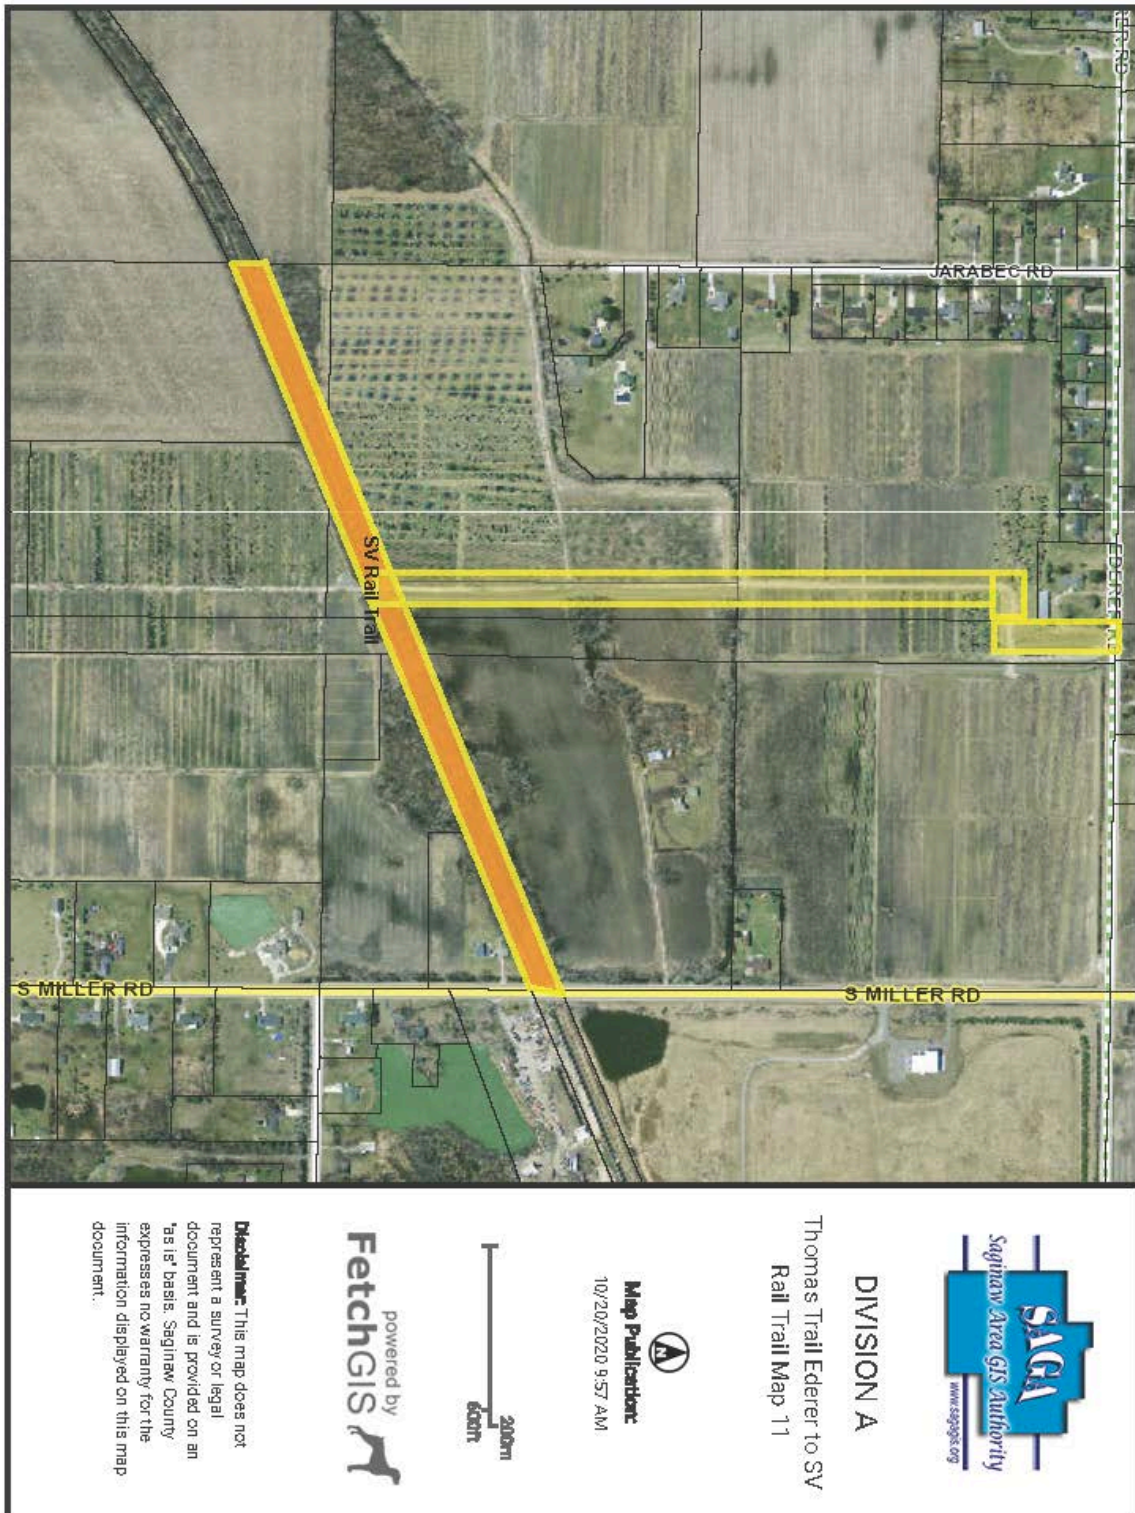 JARABEC RD
SV Rail Trail
S MILLER RD
S MILLER RD
SAGA
Saginaw Area GIS Authority
www.sagagis.org
DIVISION A
Thomas Trail Ederer to SV
Rail Trail Map 11
N
Map Publication:
10/20/2020 9:57 AM
200m
600ft
powered by
FetchGIS
Disclaimer: This map does not
represent a survey or legal
document and is provided on an
"as is" basis. Saginaw County
expresses no warranty for the
information displayed on this map
document.